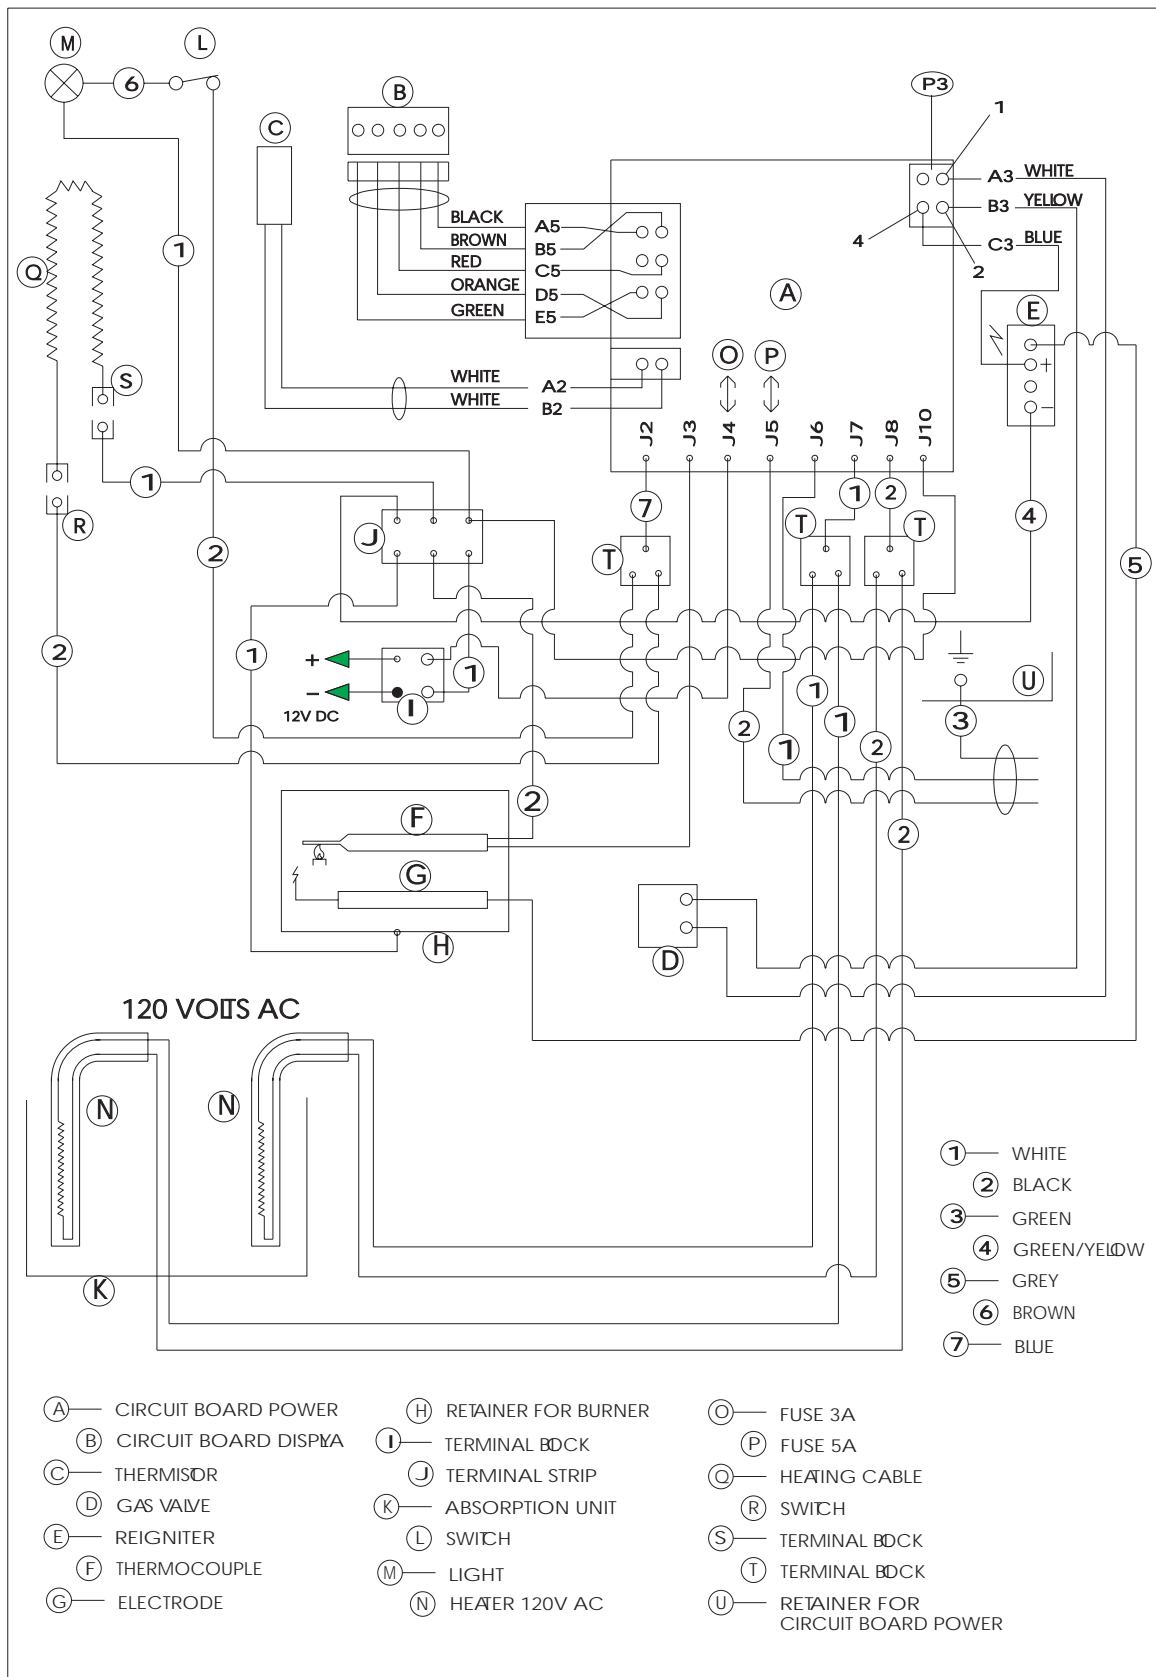 M
L
6
B
P3
1
C
A3 WHITE
B3 YELLOW
4
C3 BLUE
2
BLACK A5
BROWN B5
RED C5
ORANGE D5
GREEN E5
1
Q
A
E
+
−
S
O
P
WHITE A2
WHITE B2
J2
J3
J4
J5
J6
J7
J8
J10
1
R
7
1
2
4
J
T
T
T
2
5
2
1
+
1
1
U
−
12V DC
I
3
2
1
1
2
2
F
2
G
H
D
120 VOLTS AC
N
N
K
1 WHITE
2 BLACK
3 GREEN
4 GREEN/YELOW
5 GREY
6 BROWN
7 BLUE
A CIRCUIT BOARD POWER
B CIRCUIT BOARD DISPLYA
C THERMISTOR
D GAS VALVE
E REIGNITER
F THERMOCOUPLE
G ELECTRODE
H RETAINER FOR BURNER
I TERMINAL BLOCK
J TERMINAL STRIP
K ABSORPTION UNIT
L SWITCH
M LIGHT
N HEATER 120V AC
O FUSE 3A
P FUSE 5A
Q HEATING CABLE
R SWITCH
S TERMINAL BLOCK
T TERMINAL BLOCK
U RETAINER FOR
CIRCUIT BOARD POWER